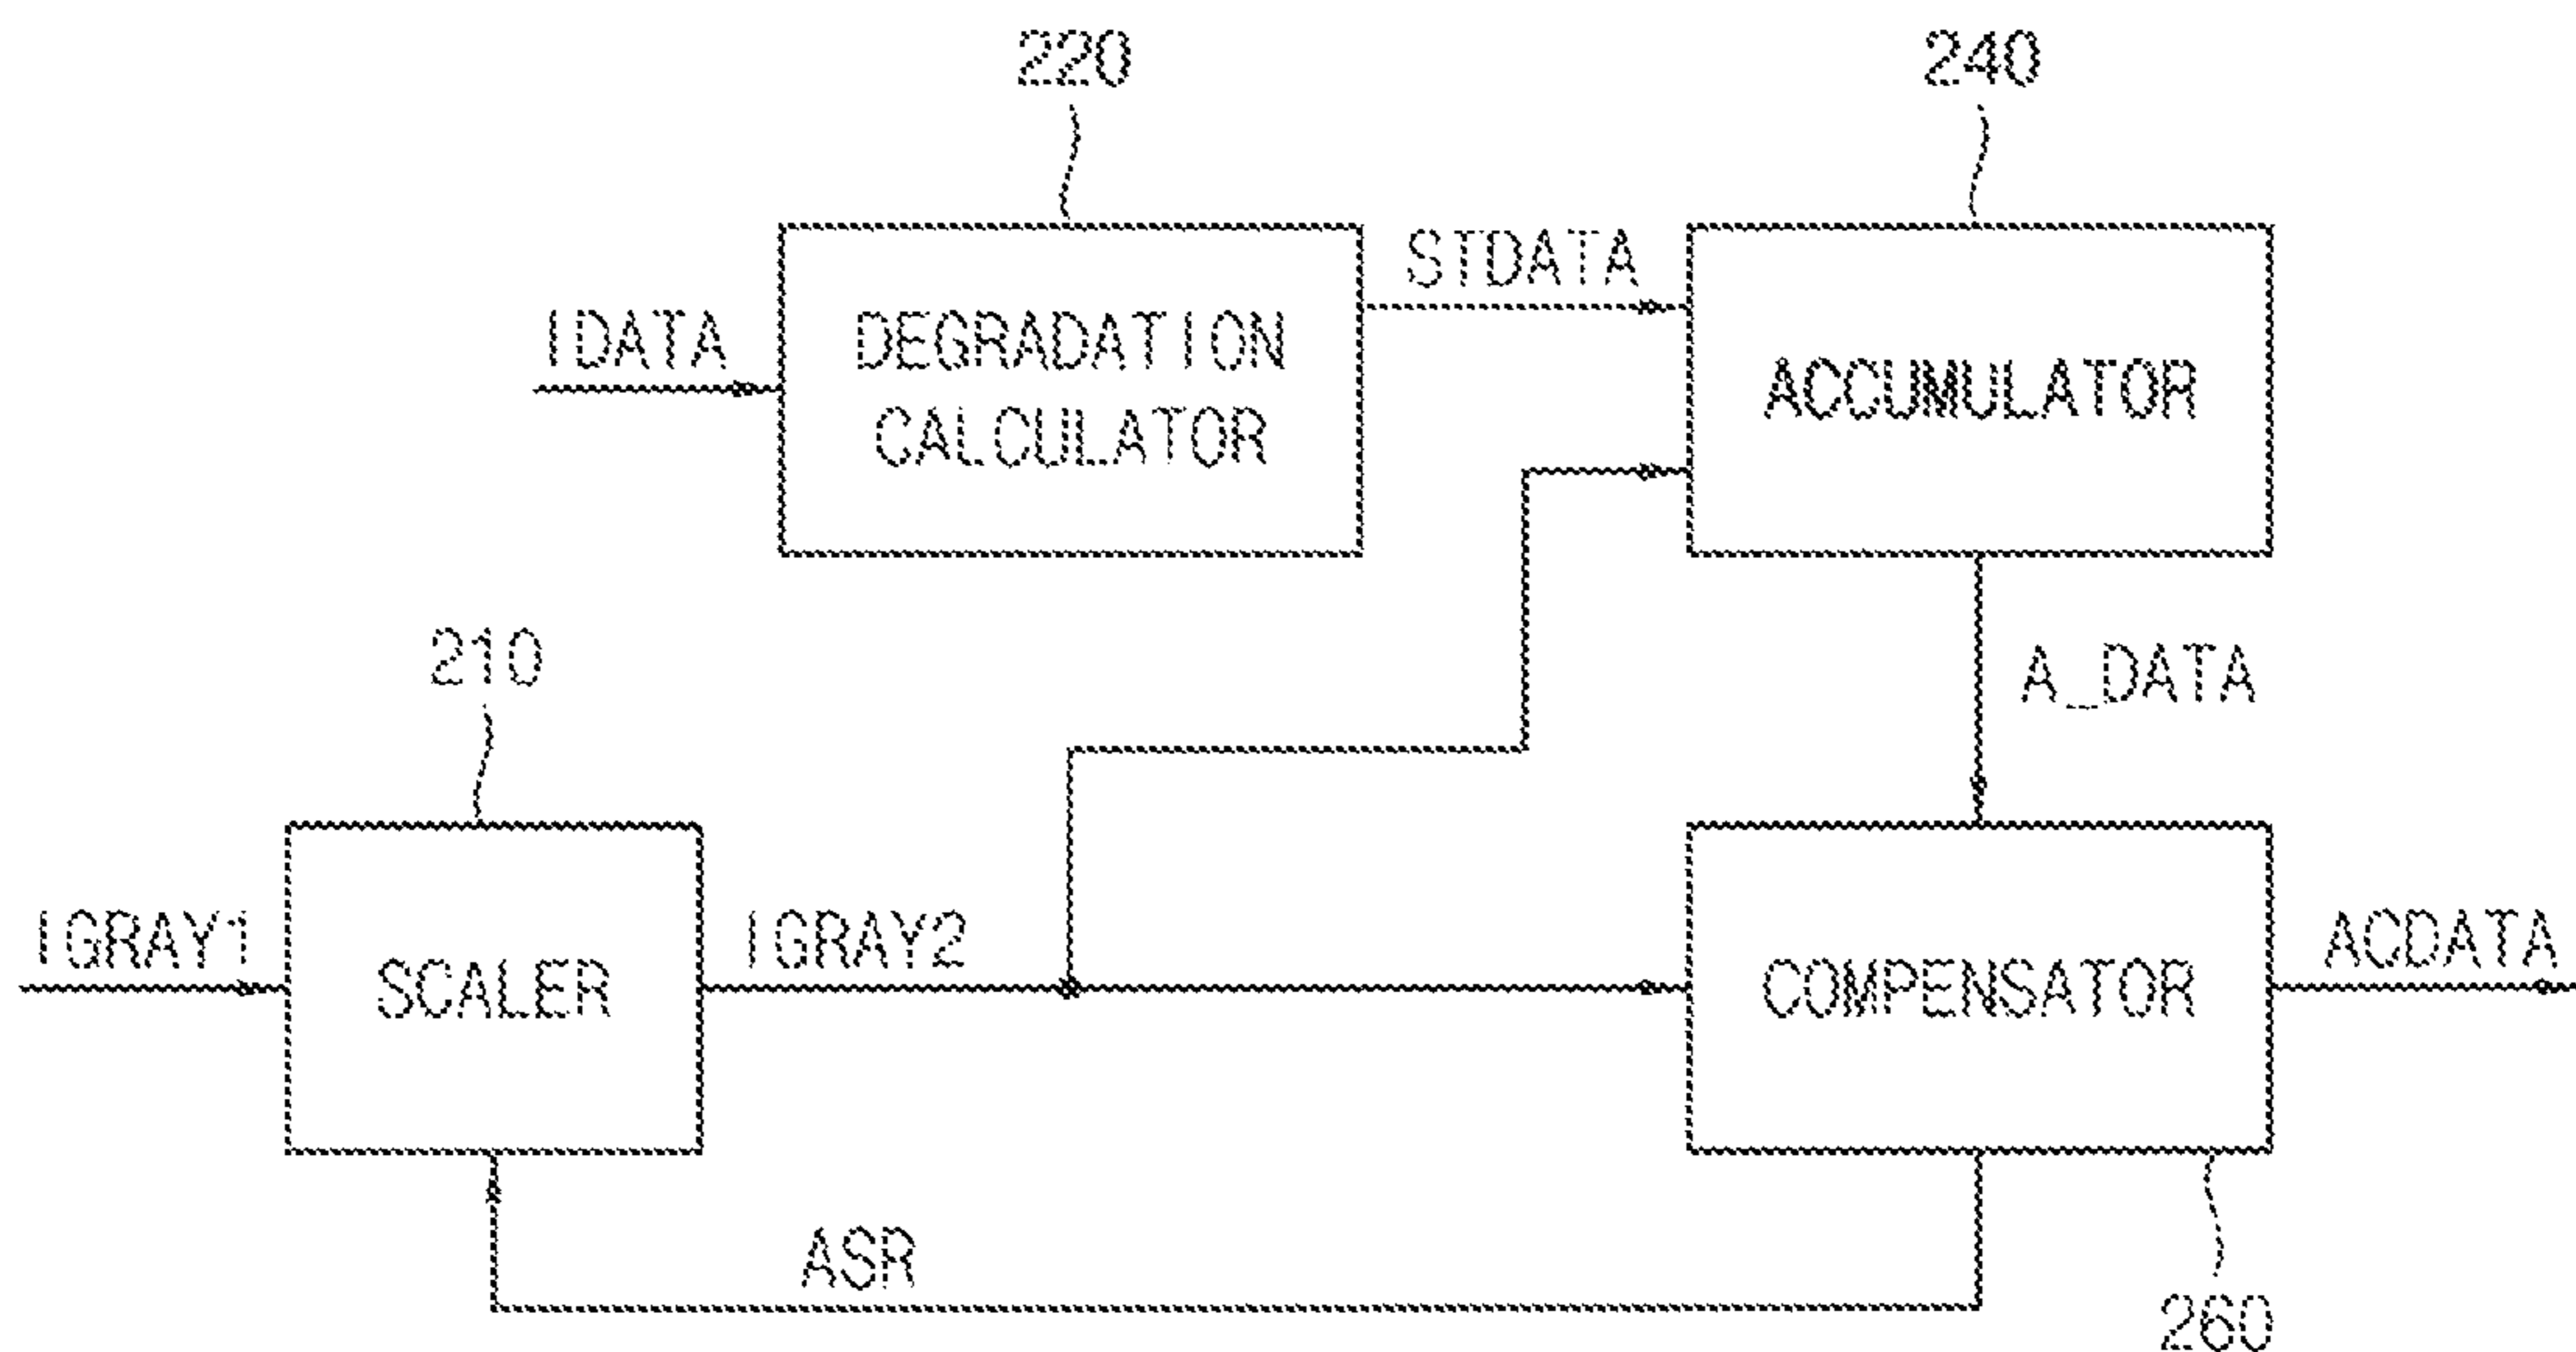 220
240
STDATA
IDATA
DEGRADATION
CALCULATOR
ACCUMULATOR
210
A_DATA
IGRAY1
SCALER
IGRAY2
COMPENSATOR
ACDATA
ASR
260